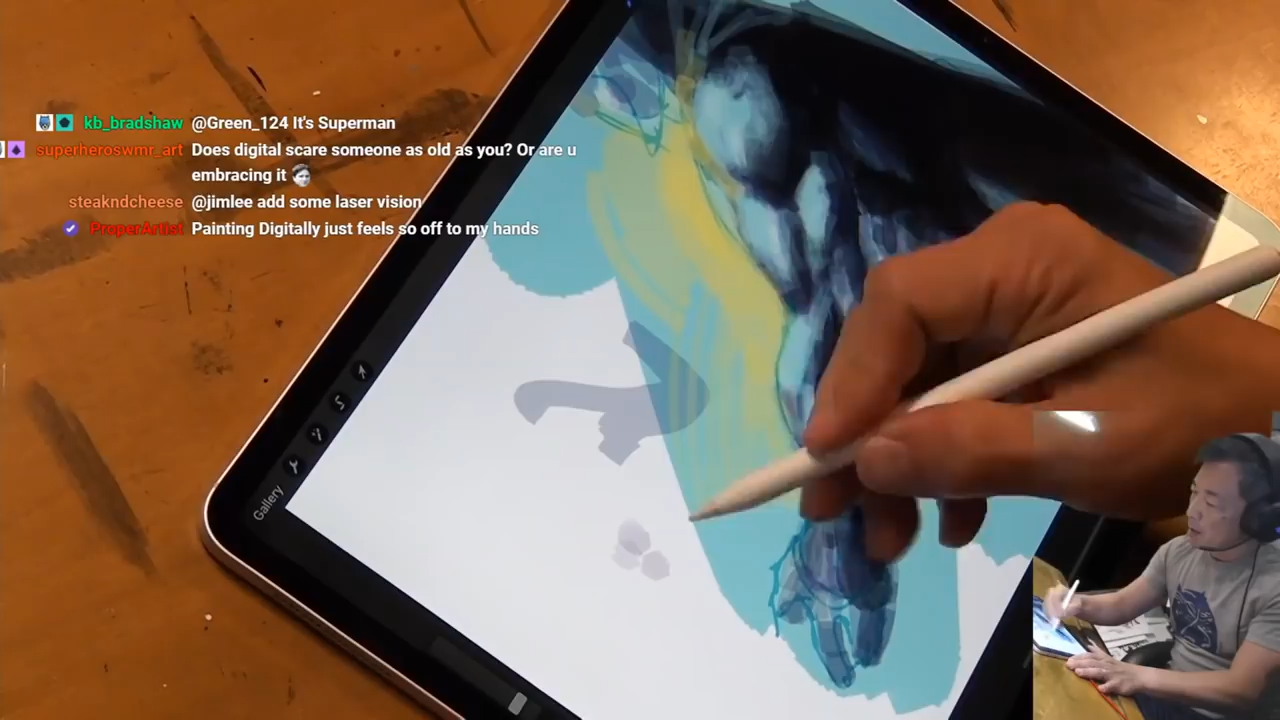 kb_bradshaw @Green_124 It's Superman
superheroswmr_art Does digital scare someone as old as you? Or are u
embracing it
steakndcheese @jimlee add some laser vision
ProperArtist Painting Digitally just feels so off to my hands
Gallery